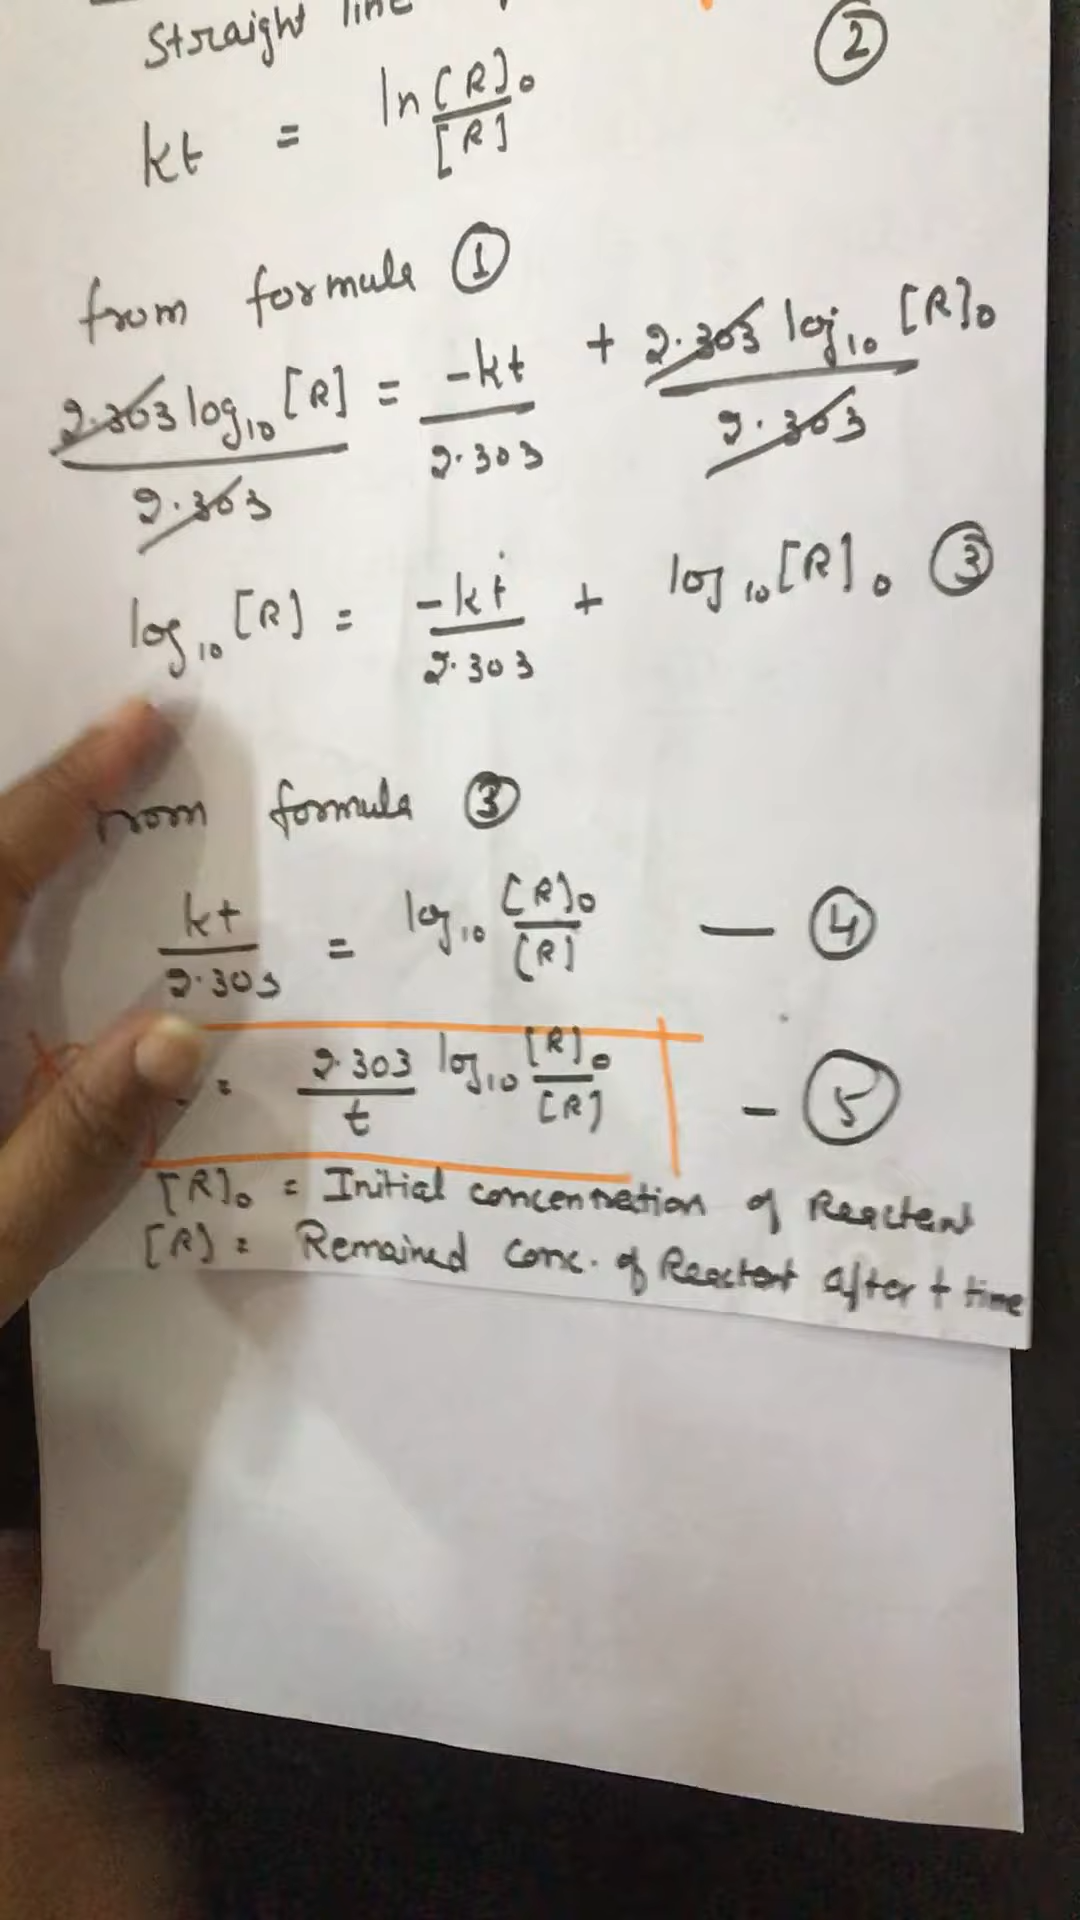 Straight line
②
kt = ln [R]₀/[R]
from formula ①
2.303 log₁₀ [R]/2.303 = -kt/2.303 + 2.303 log₁₀ [R]₀/2.303
log₁₀ [R] = -kt/2.303 + log₁₀ [R]₀ ③
rom formula ③
kt/2.303 = log₁₀ [R]₀/[R] — ④
= 2.303/t log₁₀ [R]₀/[R] - ⑤
[R]₀ = Initial concentration of Reactent
[R] = Remained conc. of Reactent after t time